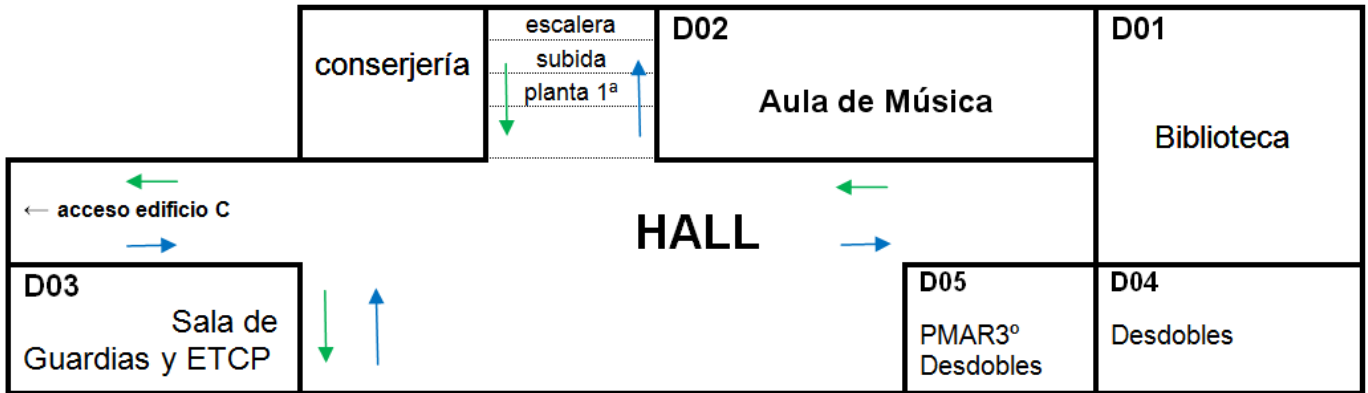 conserjería
escalera
subida
planta 1ª
D02
Aula de Música
D01
Biblioteca
← acceso edificio C
HALL
D03
Sala de
Guardias y ETCP
D05
PMAR3º
Desdobles
D04
Desdobles